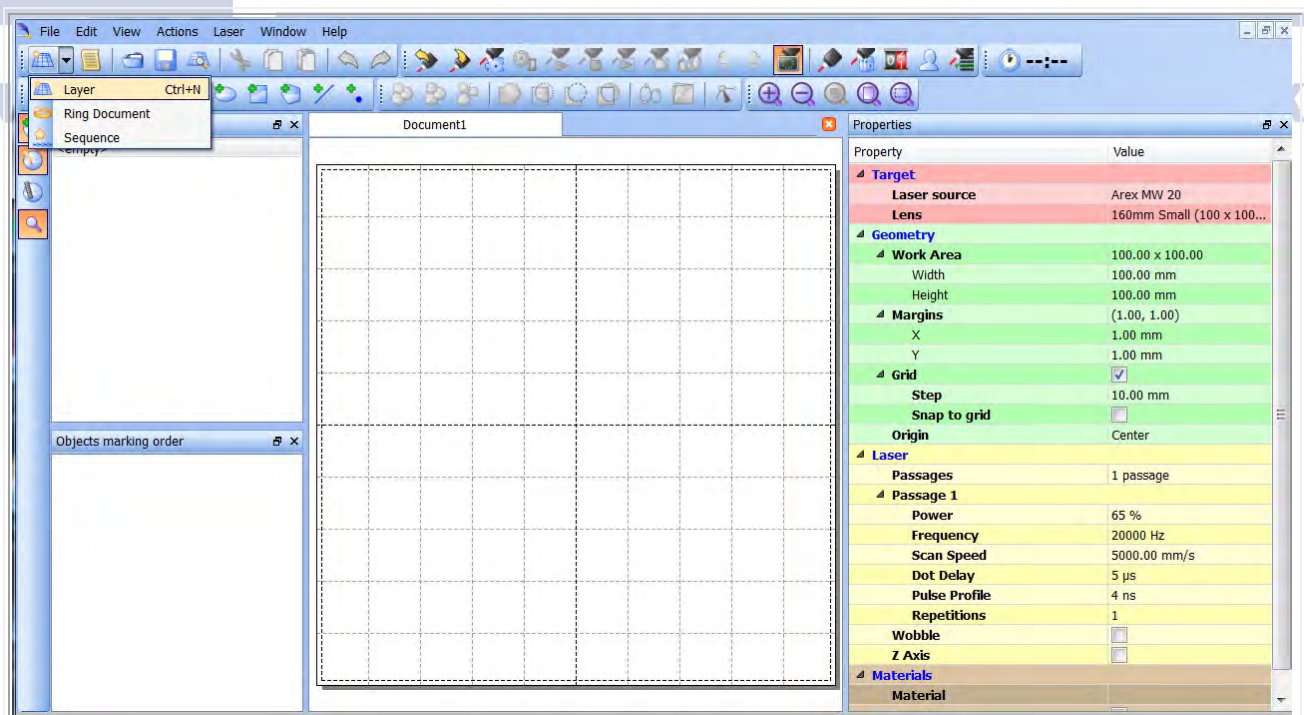 File Edit View Actions Laser Window Help
--:--
Layer Ctrl+N
Ring Document
Sequence
<empty>
Document1
Properties
Property Value
Target
Laser source Arex MW 20
Lens 160mm Small (100 x 100...
Geometry
Work Area 100.00 x 100.00
Width 100.00 mm
Height 100.00 mm
Margins (1.00, 1.00)
X 1.00 mm
Y 1.00 mm
Grid
Step 10.00 mm
Snap to grid
Origin Center
Objects marking order
Laser
Passages 1 passage
Passage 1
Power 65 %
Frequency 20000 Hz
Scan Speed 5000.00 mm/s
Dot Delay 5 µs
Pulse Profile 4 ns
Repetitions 1
Wobble
Z Axis
Materials
Material